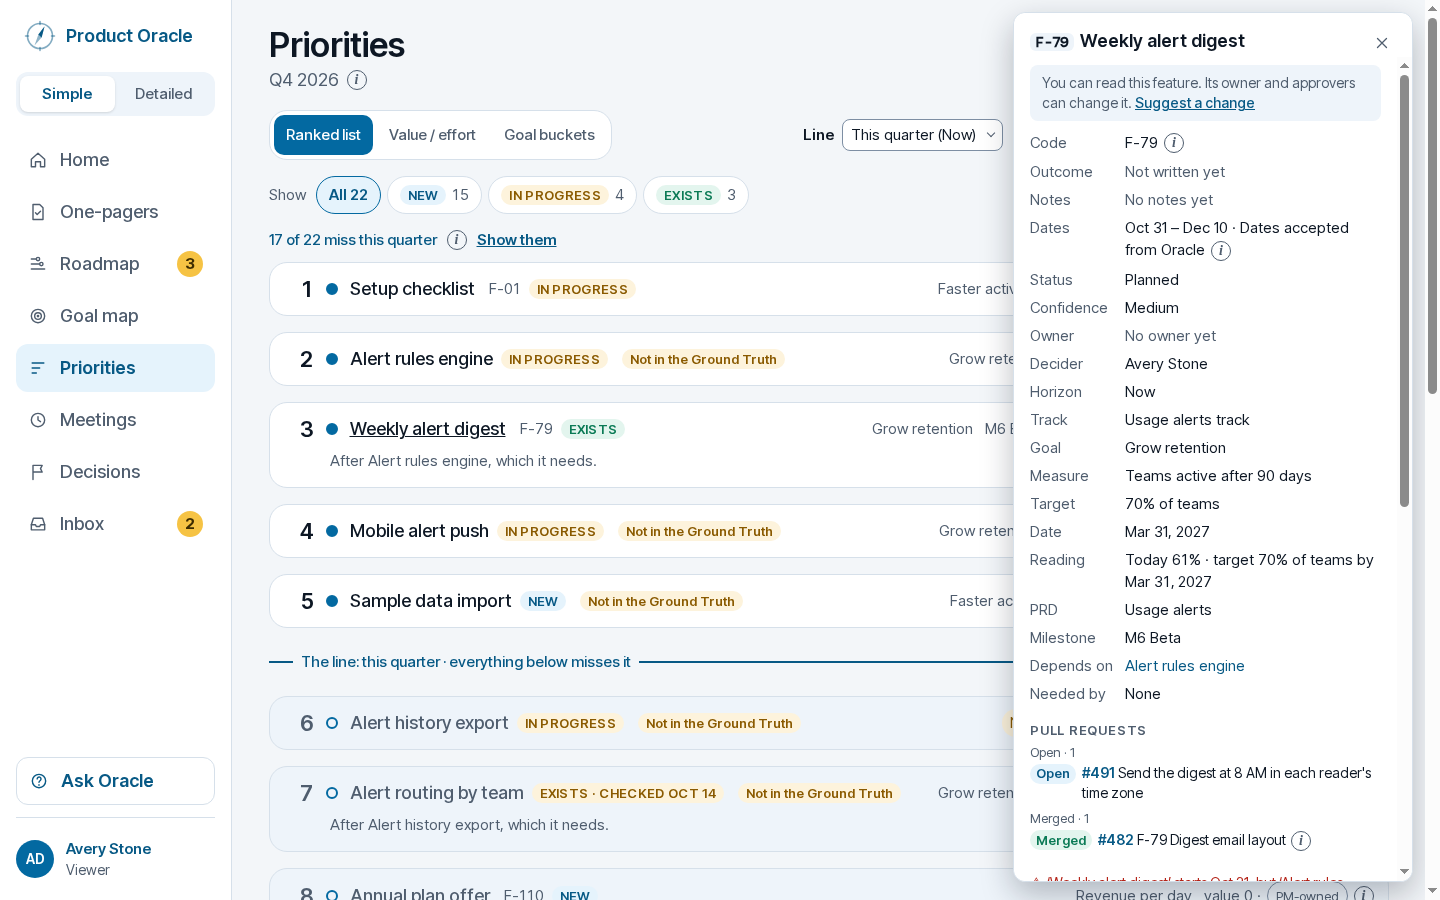 Product Oracle
Simple
Detailed
Home
One-pagers
Roadmap 3
Goal map
Priorities
Meetings
Decisions
Inbox 2
Ask Oracle
AD
Avery Stone
Viewer
Priorities
Q4 2026 i
Ranked list
Value / effort
Goal buckets
Line This quarter (Now)
Show All 22 NEW 15 IN PROGRESS 4 EXISTS 3
17 of 22 miss this quarter i Show them
1 Setup checklist F-01 IN PROGRESS Faster
2 Alert rules engine IN PROGRESS Not in the Ground Truth Grow
3 Weekly alert digest F-79 EXISTS Grow retention M6
After Alert rules engine, which it needs.
4 Mobile alert push IN PROGRESS Not in the Ground Truth Grow
5 Sample data import NEW Not in the Ground Truth Faster
The line: this quarter · everything below misses it
6 Alert history export IN PROGRESS Not in the Ground Truth
7 Alert routing by team EXISTS · CHECKED OCT 14 Not in the Ground Truth Grow
After Alert history export, which it needs.
8 Annual plan offer F-110 NEW Revenue per day value 0 · PM-owned i
F-79 Weekly alert digest
You can read this feature. Its owner and approvers
can change it. Suggest a change
Code F-79 i
Outcome Not written yet
Notes No notes yet
Dates Oct 31 – Dec 10 · Dates accepted
from Oracle i
Status Planned
Confidence Medium
Owner No owner yet
Decider Avery Stone
Horizon Now
Track Usage alerts track
Goal Grow retention
Measure Teams active after 90 days
Target 70% of teams
Date Mar 31, 2027
Reading Today 61% · target 70% of teams by
Mar 31, 2027
PRD Usage alerts
Milestone M6 Beta
Depends on Alert rules engine
Needed by None
PULL REQUESTS
Open · 1
Open #491 Send the digest at 8 AM in each reader's
time zone
Merged · 1
Merged #482 F-79 Digest email layout i